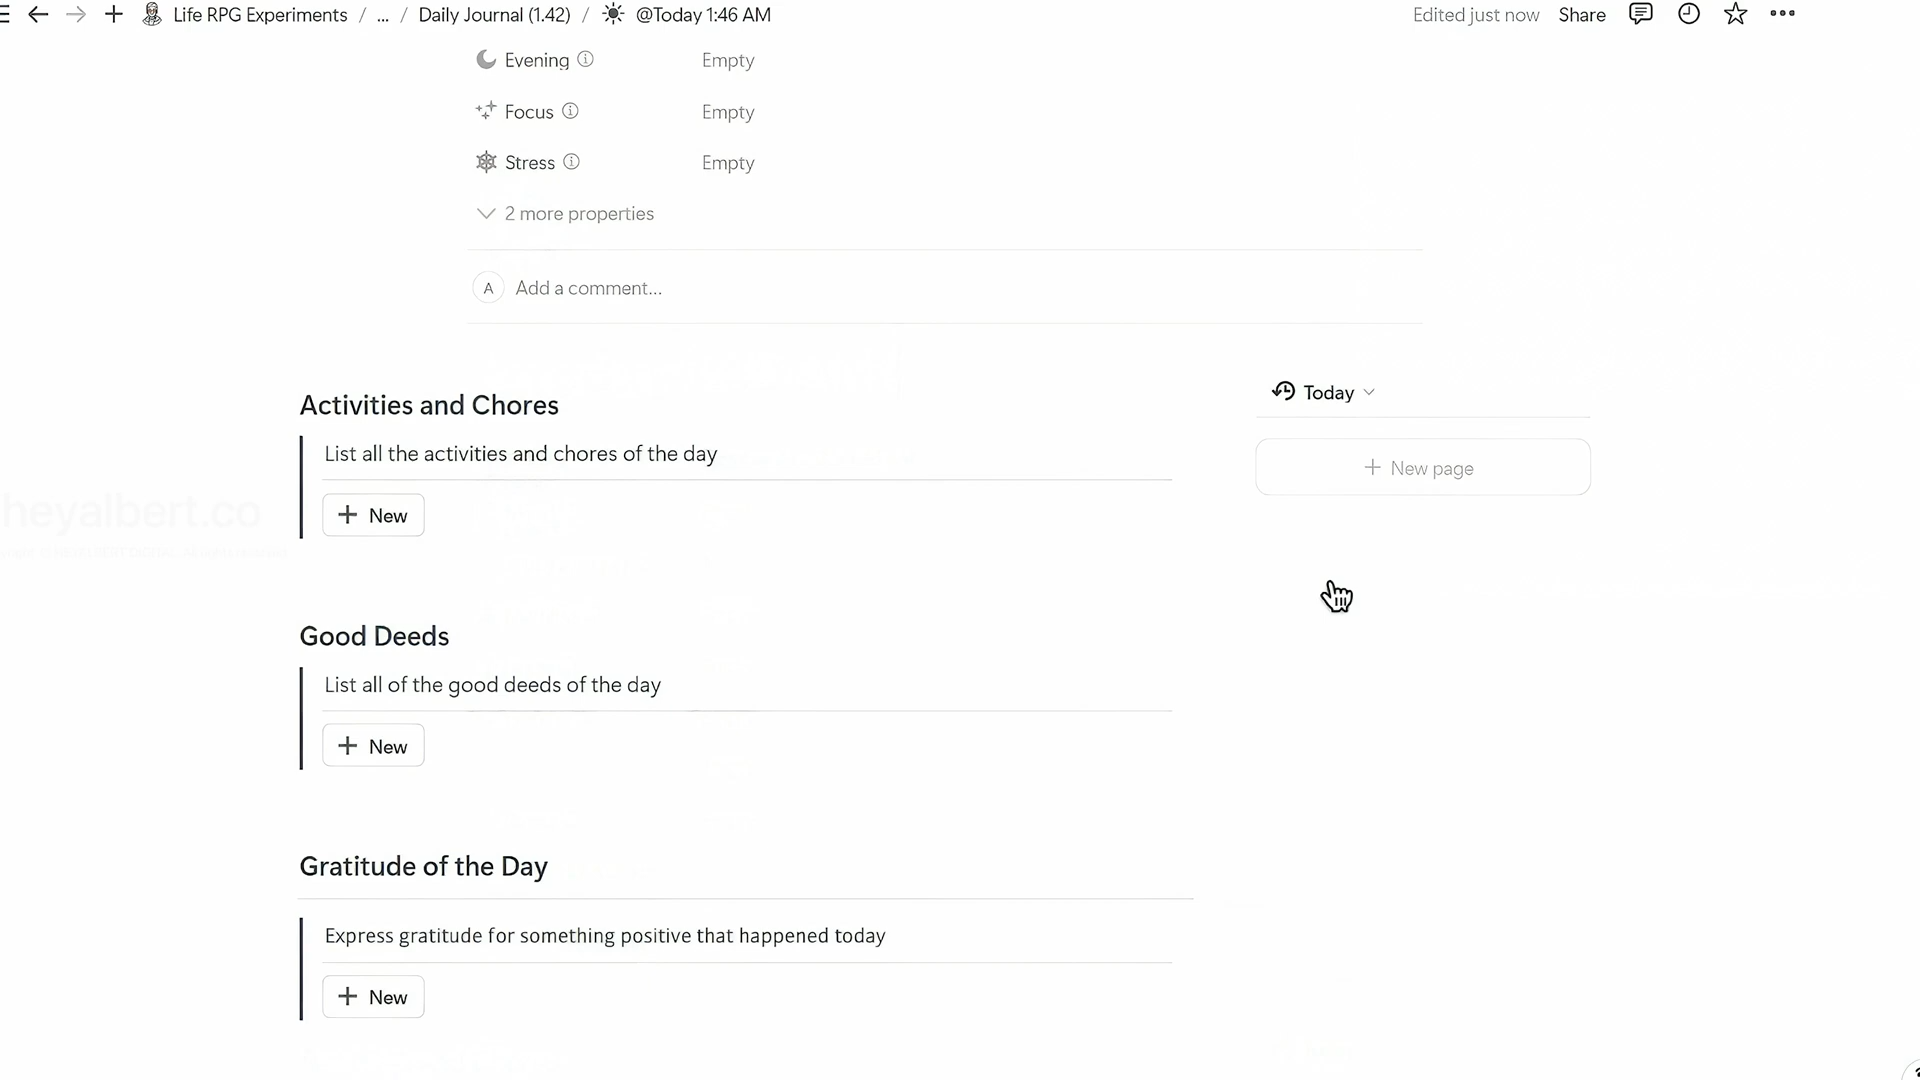 Life RPG Experiments / ... / Daily Journal (1.42) / @Today 1:46 AM
Edited just now Share
Evening Empty
Focus Empty
Stress Empty
2 more properties
A Add a comment...
Activities and Chores
List all the activities and chores of the day
+ New
Today
+ New page
heyalbert.co
Good Deeds
List all of the good deeds of the day
+ New
Gratitude of the Day
Express gratitude for something positive that happened today
+ New